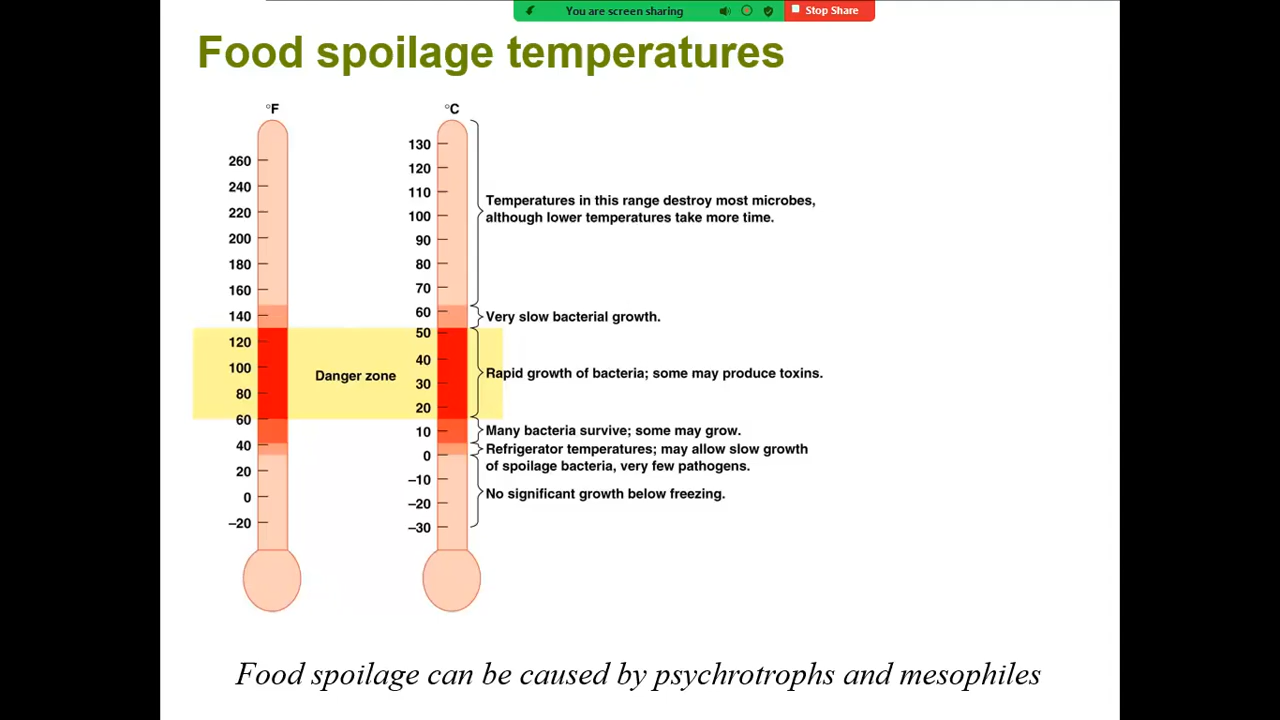 You are screen sharing
Stop Share
Food spoilage temperatures
°F
°C
260
240
220
200
180
160
140
120
100
80
60
40
20
0
–20
130
120
110
100
90
80
70
60
50
40
30
20
10
0
–10
–20
–30
Temperatures in this range destroy most microbes,
although lower temperatures take more time.
Very slow bacterial growth.
Danger zone
Rapid growth of bacteria; some may produce toxins.
Many bacteria survive; some may grow.
Refrigerator temperatures; may allow slow growth
of spoilage bacteria, very few pathogens.
No significant growth below freezing.
Food spoilage can be caused by psychrotrophs and mesophiles